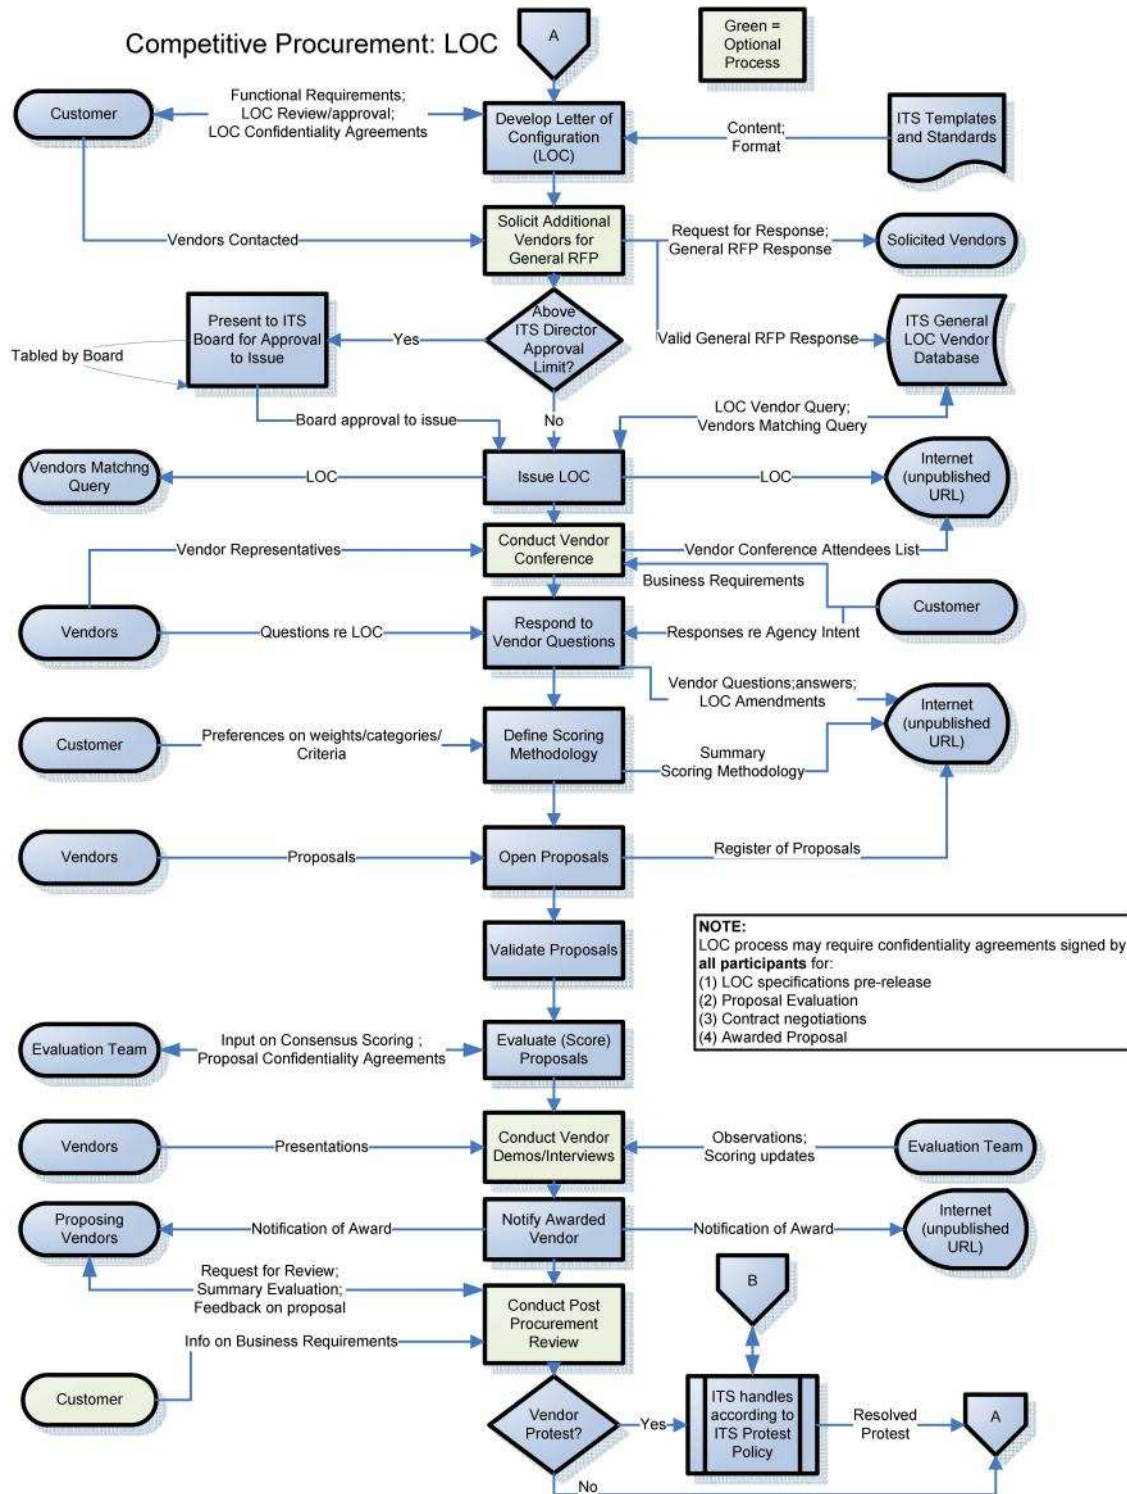 Competitive Procurement: LOC
A
Green =
Optional
Process
Customer
Functional Requirements;
LOC Review/approval;
LOC Confidentiality Agreements
Develop Letter of
Configuration
(LOC)
Content;
Format
ITS Templates
and Standards
Vendors Contacted
Solicit Additional
Vendors for
General RFP
Request for Response;
General RFP Response
Solicited Vendors
Present to ITS
Board for Approval
to Issue
Tabled by Board
Yes
Above
ITS Director
Approval
Limit?
Valid General RFP Response
ITS General
LOC Vendor
Database
Board approval to issue
No
LOC Vendor Query;
Vendors Matching Query
Vendors Matchng
Query
LOC
Issue LOC
LOC
Internet
(unpublished
URL)
Vendor Representatives
Conduct Vendor
Conference
Vendor Conference Attendees List
Business Requirements
Customer
Vendors
Questions re LOC
Respond to
Vendor Questions
Responses re Agency Intent
Vendor Questions;answers;
LOC Amendments
Internet
(unpublished
URL)
Customer
Preferences on weights/categories/
Criteria
Define Scoring
Methodology
Summary
Scoring Methodology
Vendors
Proposals
Open Proposals
Register of Proposals
Validate Proposals
NOTE:
LOC process may require confidentiality agreements signed by
all participants for:
(1) LOC specifications pre-release
(2) Proposal Evaluation
(3) Contract negotiations
(4) Awarded Proposal
Evaluation Team
Input on Consensus Scoring ;
Proposal Confidentiality Agreements
Evaluate (Score)
Proposals
Vendors
Presentations
Conduct Vendor
Demos/Interviews
Observations;
Scoring updates
Evaluation Team
Proposing
Vendors
Notification of Award
Notify Awarded
Vendor
Notification of Award
Internet
(unpublished
URL)
Request for Review;
Summary Evaluation;
Feedback on proposal
Conduct Post
Procurement
Review
B
Info on Business Requirements
Customer
Vendor
Protest?
Yes
ITS handles
according to
ITS Protest
Policy
Resolved
Protest
A
No